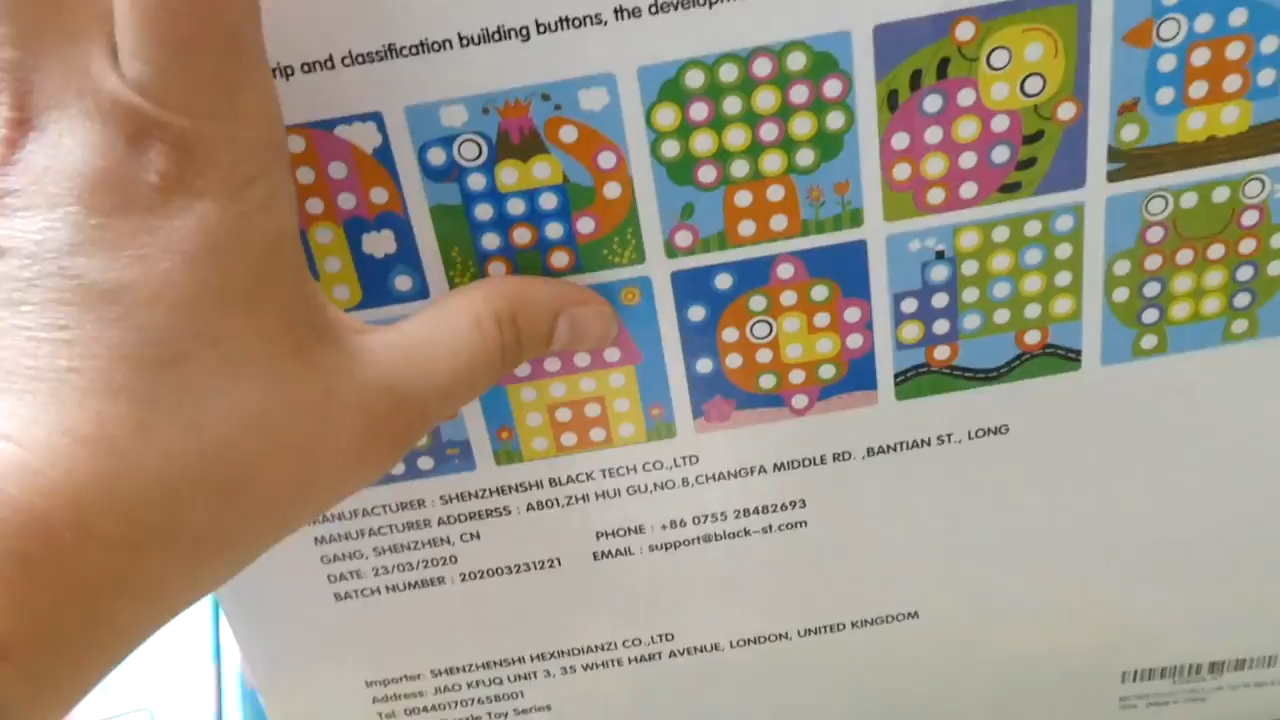 rip and classification building buttons, the
MANUFACTURER : SHENZHENSHI BLACK TECH CO.,LTD
MANUFACTURER ADDRERSS : A801,ZHI HUI GU,NO.8,CHANGFA MIDDLE RD. ,BANTIAN ST., LONG
GANG, SHENZHEN, CN
DATE: 23/03/2020
BATCH NUMBER : 202003231221
PHONE : +86 0755 28482693
EMAIL : support@black-st.com
Importer: SHENZHENSHI HEXINDIANZI CO.,LTD
Address: JIAO KFUQ UNIT 3, 35 WHITE HART AVENUE, LONDON, UNITED KINGDOM
Tel: 004401707658001
Toy Series